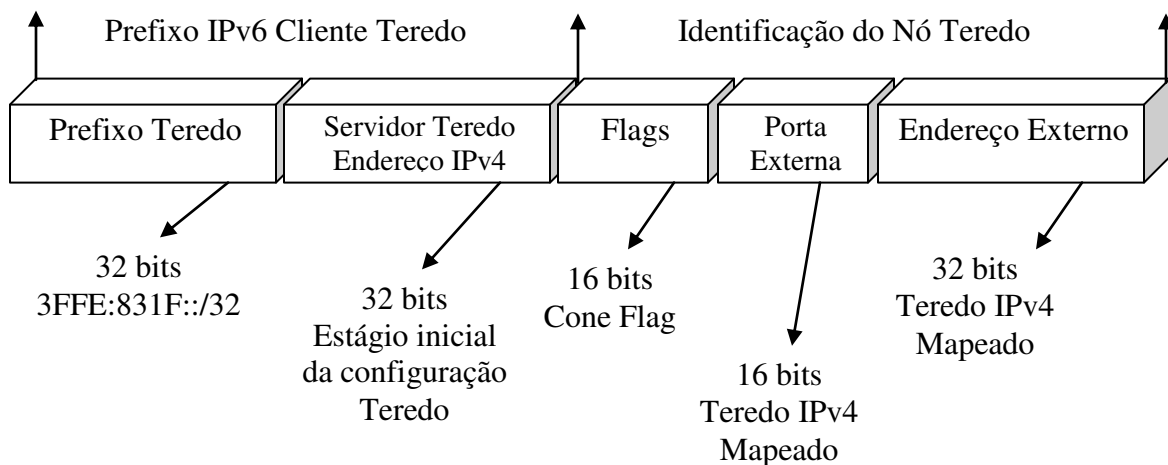 Prefixo IPv6 Cliente Teredo
Identificação do Nó Teredo
Prefixo Teredo
Servidor Teredo
Endereço IPv4
Flags
Porta
Externa
Endereço Externo
32 bits
3FFE:831F::/32
32 bits
Estágio inicial
da configuração
Teredo
16 bits
Cone Flag
16 bits
Teredo IPv4
Mapeado
32 bits
Teredo IPv4
Mapeado